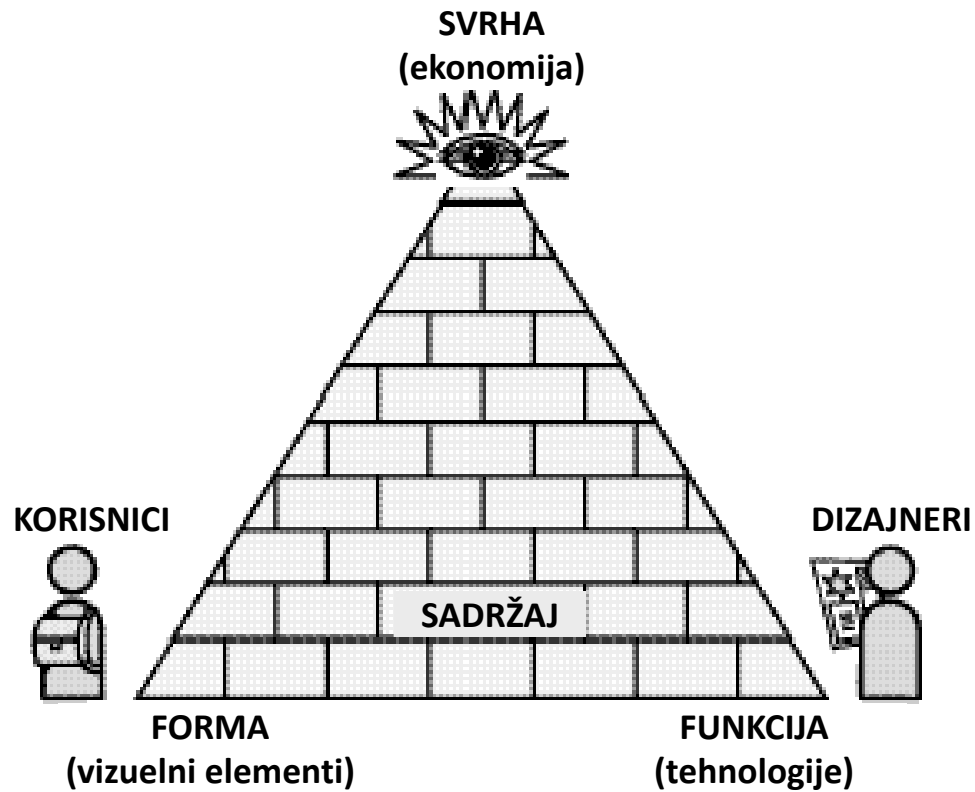 SVRHA
(ekonomija)
KORISNICI
DIZAJNERI
SADRŽAJ
FORMA
(vizuelni elementi)
FUNKCIJA
(tehnologije)